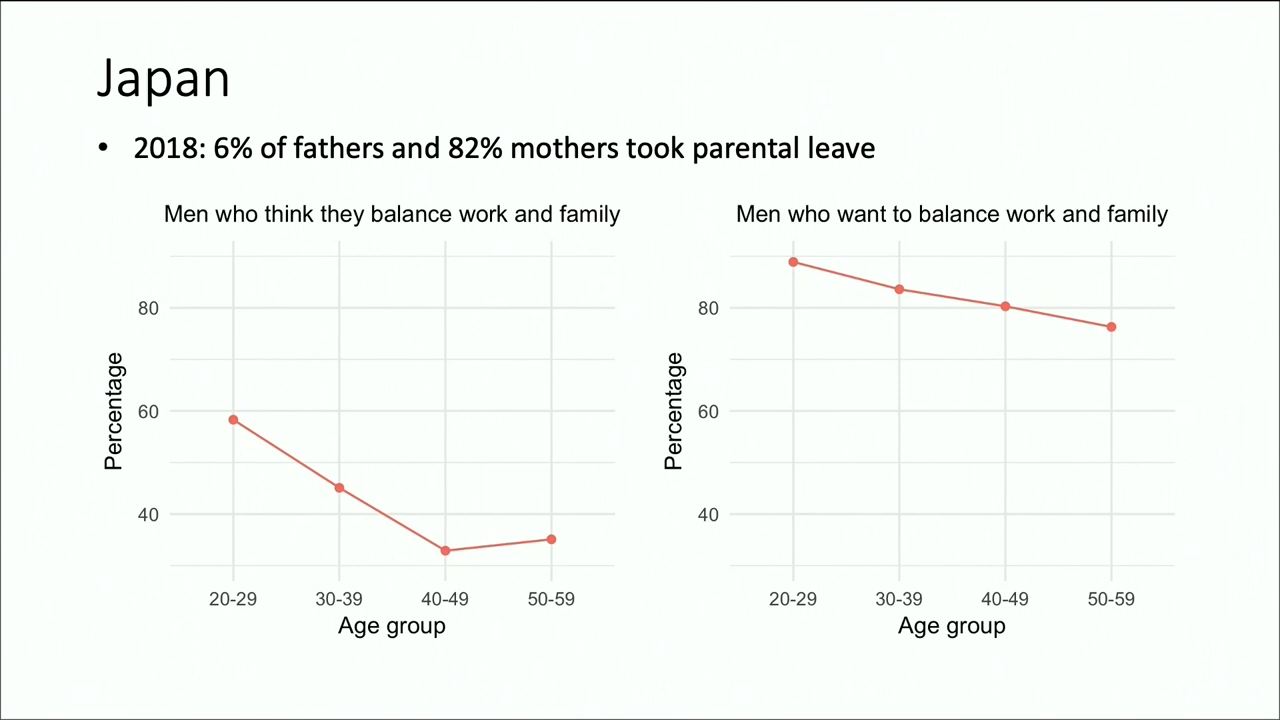 Japan
• 2018: 6% of fathers and 82% mothers took parental leave
Men who think they balance work and family
Percentage
80
60
40
20-29 30-39 40-49 50-59
Age group
Men who want to balance work and family
Percentage
80
60
40
20-29 30-39 40-49 50-59
Age group